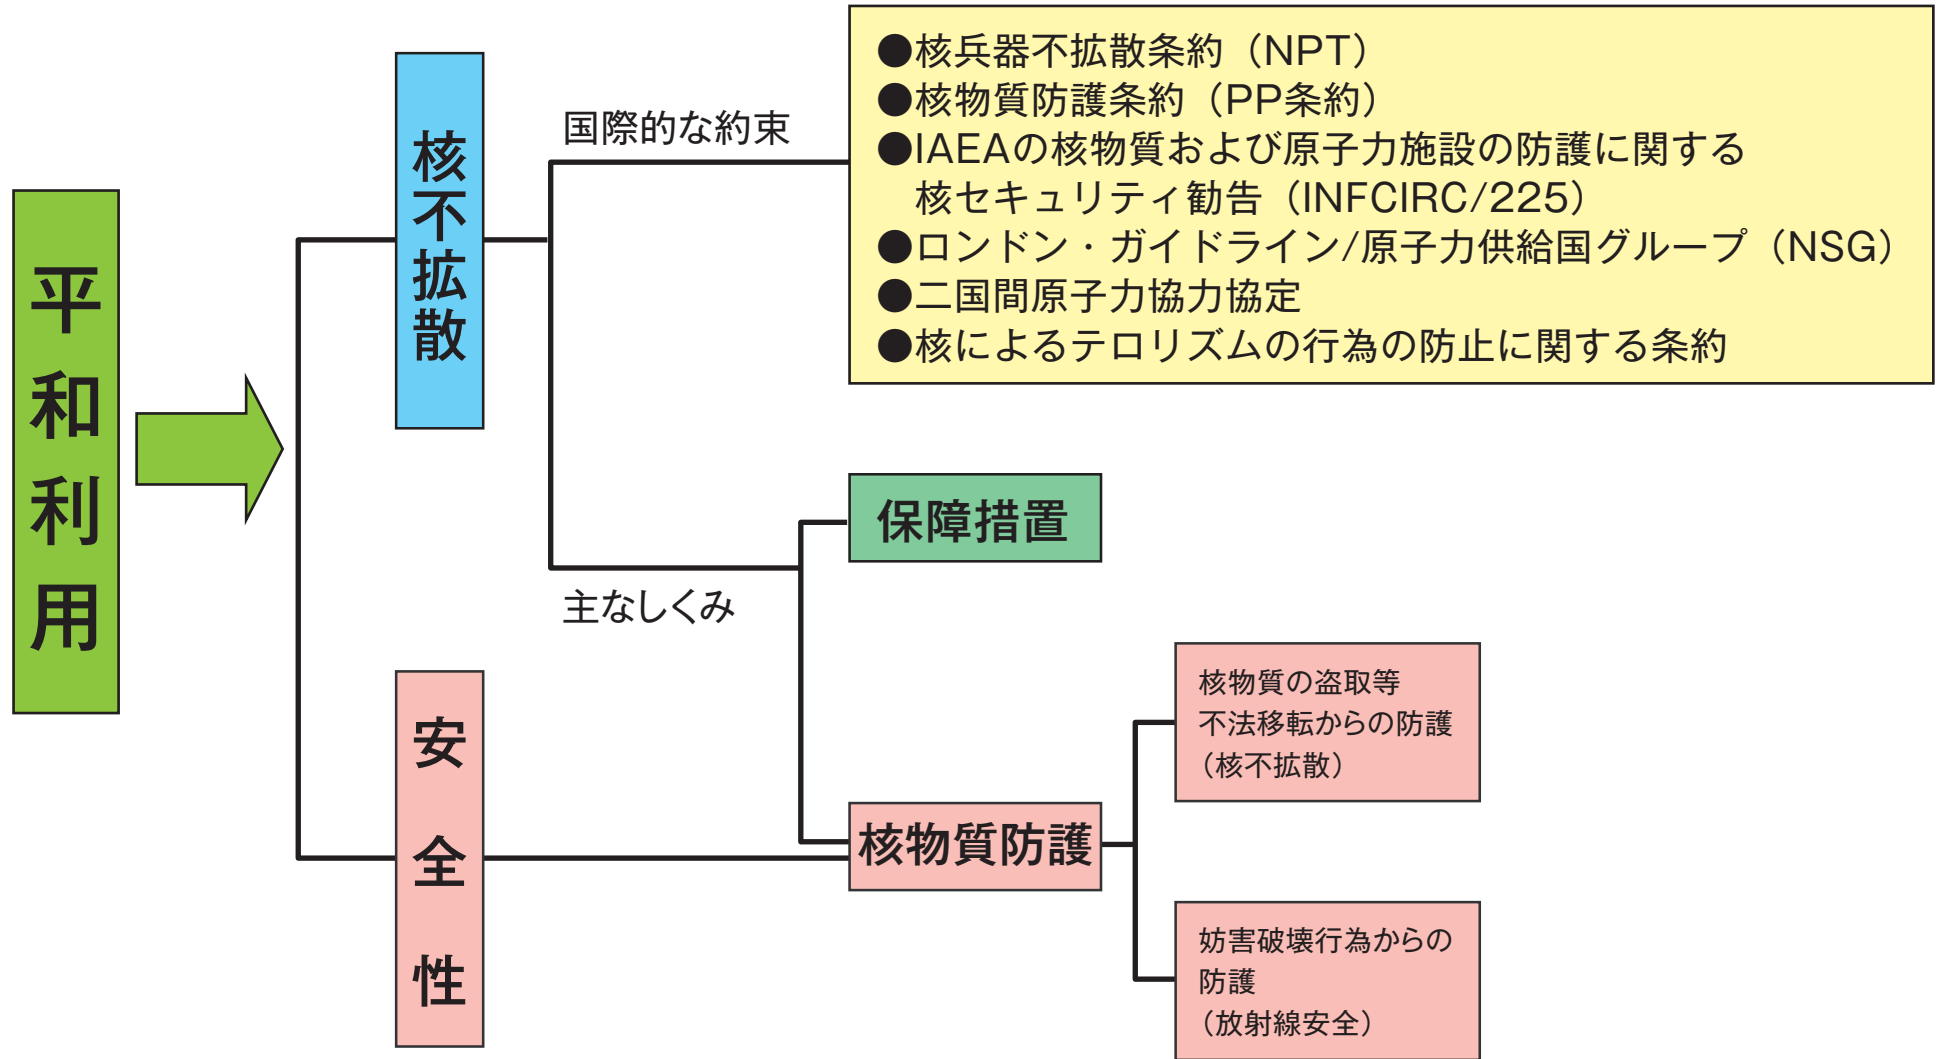 平和利用
核不拡散
国際的な約束
●核兵器不拡散条約（NPT）
●核物質防護条約（PP条約）
●IAEAの核物質および原子力施設の防護に関する
核セキュリティ勧告（INFCIRC/225）
●ロンドン・ガイドライン/原子力供給国グループ（NSG）
●二国間原子力協力協定
●核によるテロリズムの行為の防止に関する条約
主なしくみ
保障措置
安全性
核物質防護
核物質の盗取等
不法移転からの防護
（核不拡散）
妨害破壊行為からの
防護
（放射線安全）